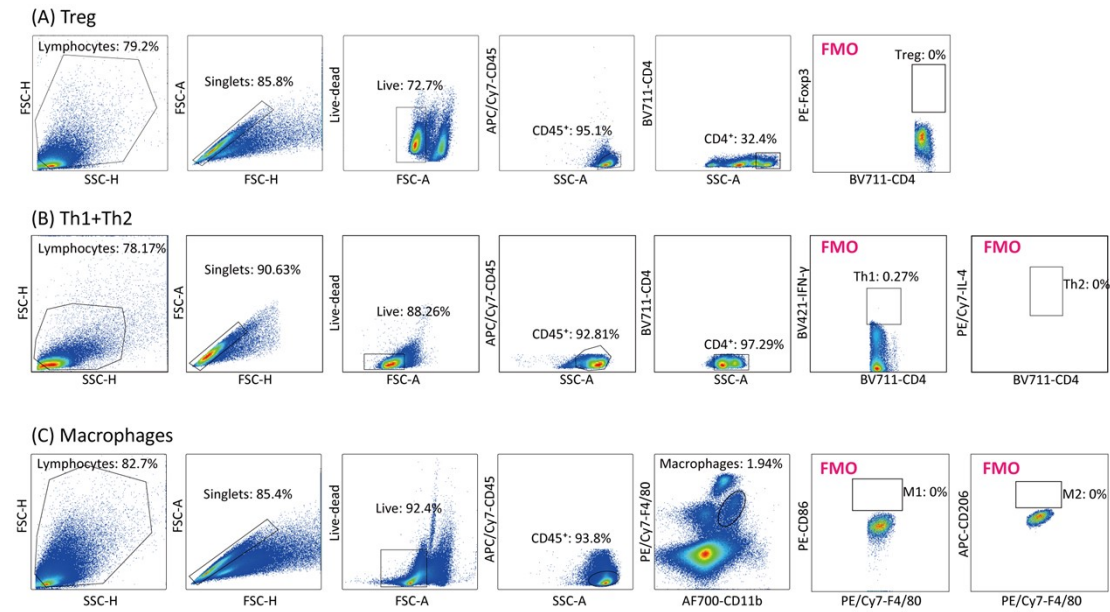 (A) Treg
Lymphocytes: 79.2%
FSC-H
SSC-H
Singlets: 85.8%
FSC-A
FSC-H
Live: 72.7%
Live-dead
FSC-A
CD45⁺: 95.1%
APC/Cy7-CD45
SSC-A
CD4⁺: 32.4%
BV711-CD4
SSC-A
FMO
Treg: 0%
PE-Foxp3
BV711-CD4
(B) Th1+Th2
Lymphocytes: 78.17%
FSC-H
SSC-H
Singlets: 90.63%
FSC-A
FSC-H
Live: 88.26%
Live-dead
FSC-A
CD45⁺: 92.81%
APC/Cy7-CD45
SSC-A
CD4⁺: 97.29%
BV711-CD4
SSC-A
FMO
Th1: 0.27%
BV421-IFN-γ
BV711-CD4
FMO
Th2: 0%
PE/Cy7-IL-4
BV711-CD4
(C) Macrophages
Lymphocytes: 82.7%
FSC-H
SSC-H
Singlets: 85.4%
FSC-A
FSC-H
Live: 92.4%
Live-dead
FSC-A
CD45⁺: 93.8%
APC/Cy7-CD45
SSC-A
Macrophages: 1.94%
PE/Cy7-F4/80
AF700-CD11b
FMO
M1: 0%
PE-CD86
PE/Cy7-F4/80
FMO
M2: 0%
APC-CD206
PE/Cy7-F4/80